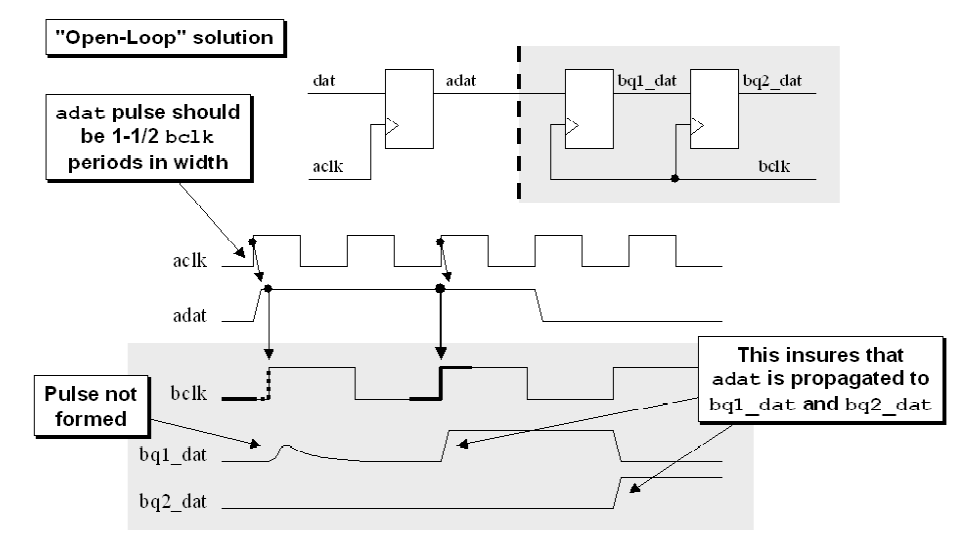 "Open-Loop" solution
dat
adat
bq1_dat
bq2_dat
aclk
bclk
adat pulse should
be 1-1/2 bclk
periods in width
aclk
adat
bclk
bq1_dat
bq2_dat
Pulse not
formed
This insures that
adat is propagated to
bq1_dat and bq2_dat